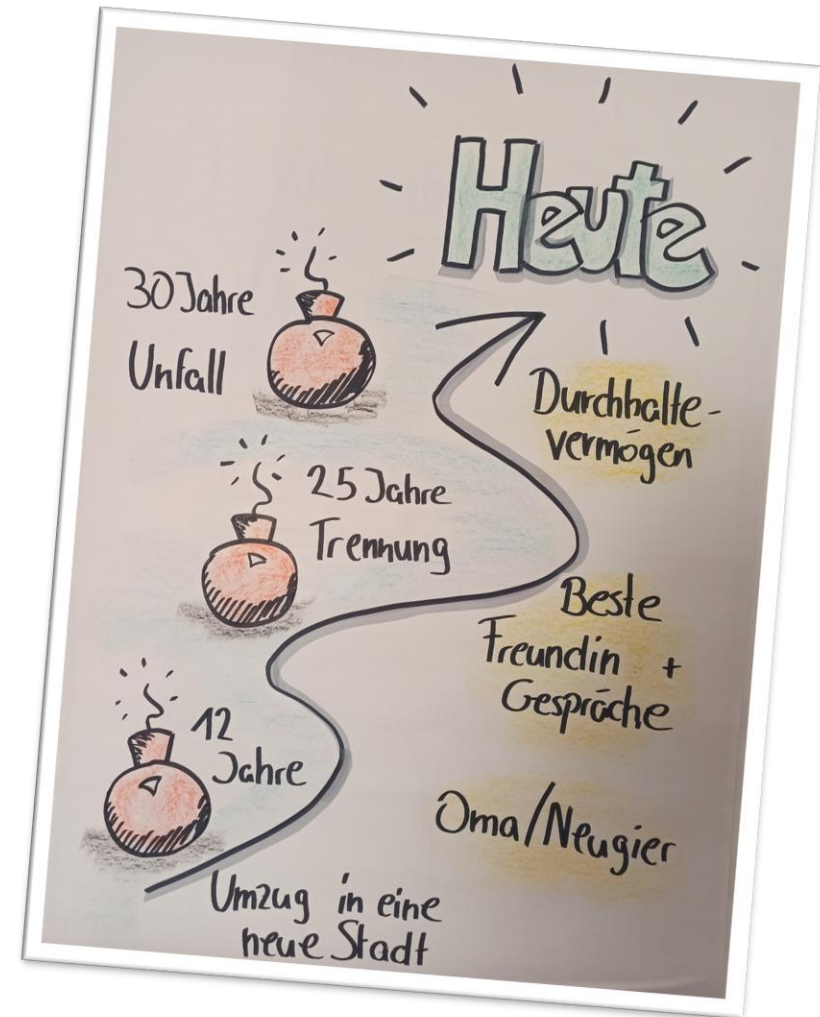 Heute
30 Jahre
Unfall
Durchhalte-
vermögen
25 Jahre
Trennung
Beste
Freundin +
Gespräche
12
Jahre
Oma/Neugier
Umzug in eine
neue Stadt